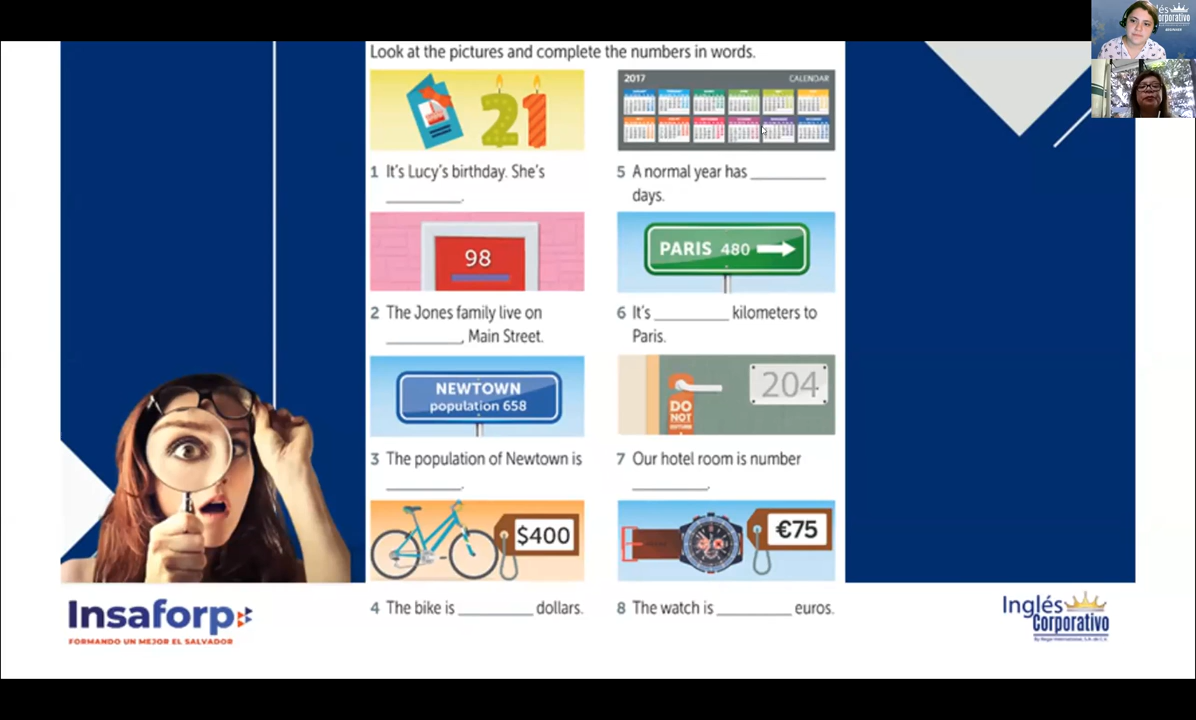 Look at the pictures and complete the numbers in words.
21
1 It's Lucy's birthday. She's
__________.
98
2 The Jones family live on
__________, Main Street.
NEWTOWN
population 658
3 The population of Newtown is
__________.
$400
4 The bike is __________ dollars.
2017 CALENDAR
5 A normal year has __________
days.
PARIS 480
6 It's __________ kilometers to
Paris.
DO
NOT
204
7 Our hotel room is number
__________.
€75
8 The watch is __________ euros.
Insaforp
FORMANDO UN MEJOR EL SALVADOR
Inglés
Corporativo